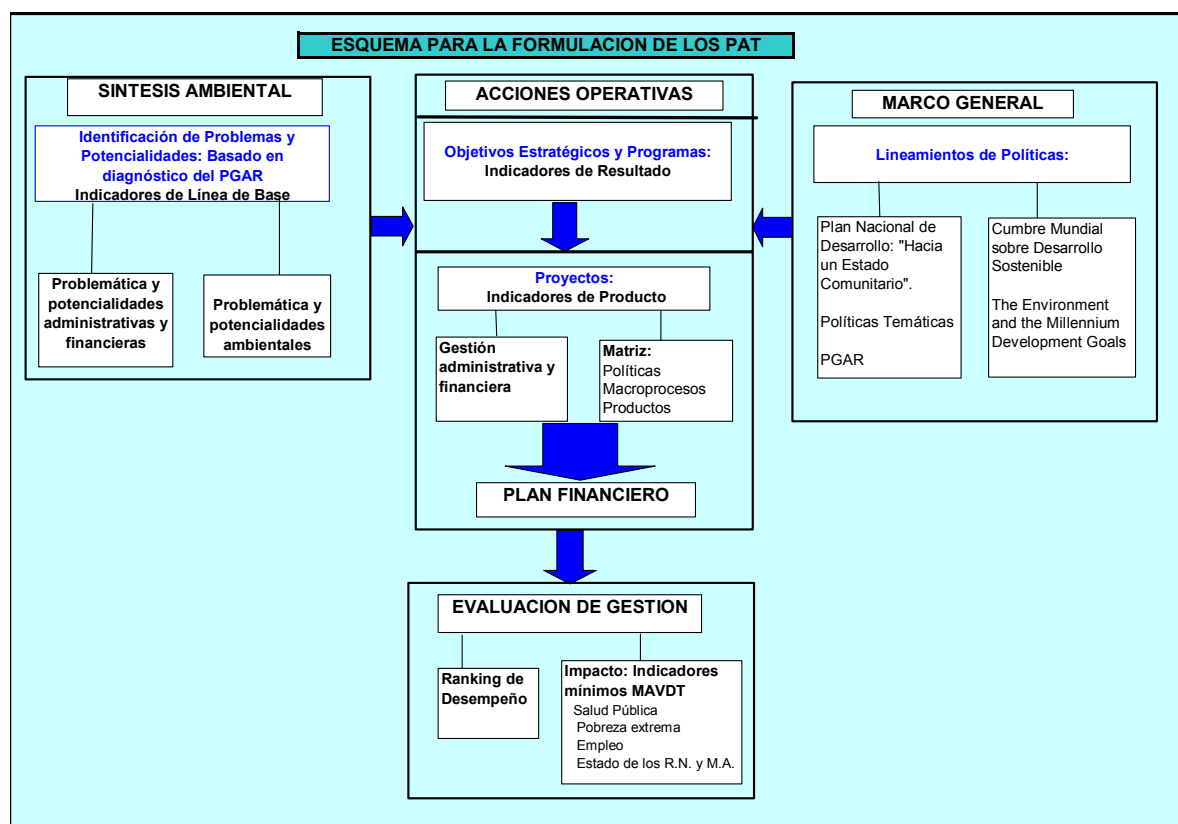 ESQUEMA PARA LA FORMULACION DE LOS PAT
SINTESIS AMBIENTAL
Identificación de Problemas y
Potencialidades: Basado en
diagnóstico del PGAR
Indicadores de Línea de Base
Problemática y
potencialidades
administrativas y
financieras
Problemática y
potencialidades
ambientales
ACCIONES OPERATIVAS
Objetivos Estratégicos y Programas:
Indicadores de Resultado
Proyectos:
Indicadores de Producto
Gestión
administrativa y
financiera
Matriz:
Políticas
Macroprocesos
Productos
PLAN FINANCIERO
MARCO GENERAL
Lineamientos de Políticas:
Plan Nacional de
Desarrollo: "Hacia
un Estado
Comunitario".
Políticas Temáticas
PGAR
Cumbre Mundial
sobre Desarrollo
Sostenible
The Environment
and the Millennium
Development Goals
EVALUACION DE GESTION
Ranking de
Desempeño
Impacto: Indicadores
mínimos MAVDT
Salud Pública
Pobreza extrema
Empleo
Estado de los R.N. y M.A.